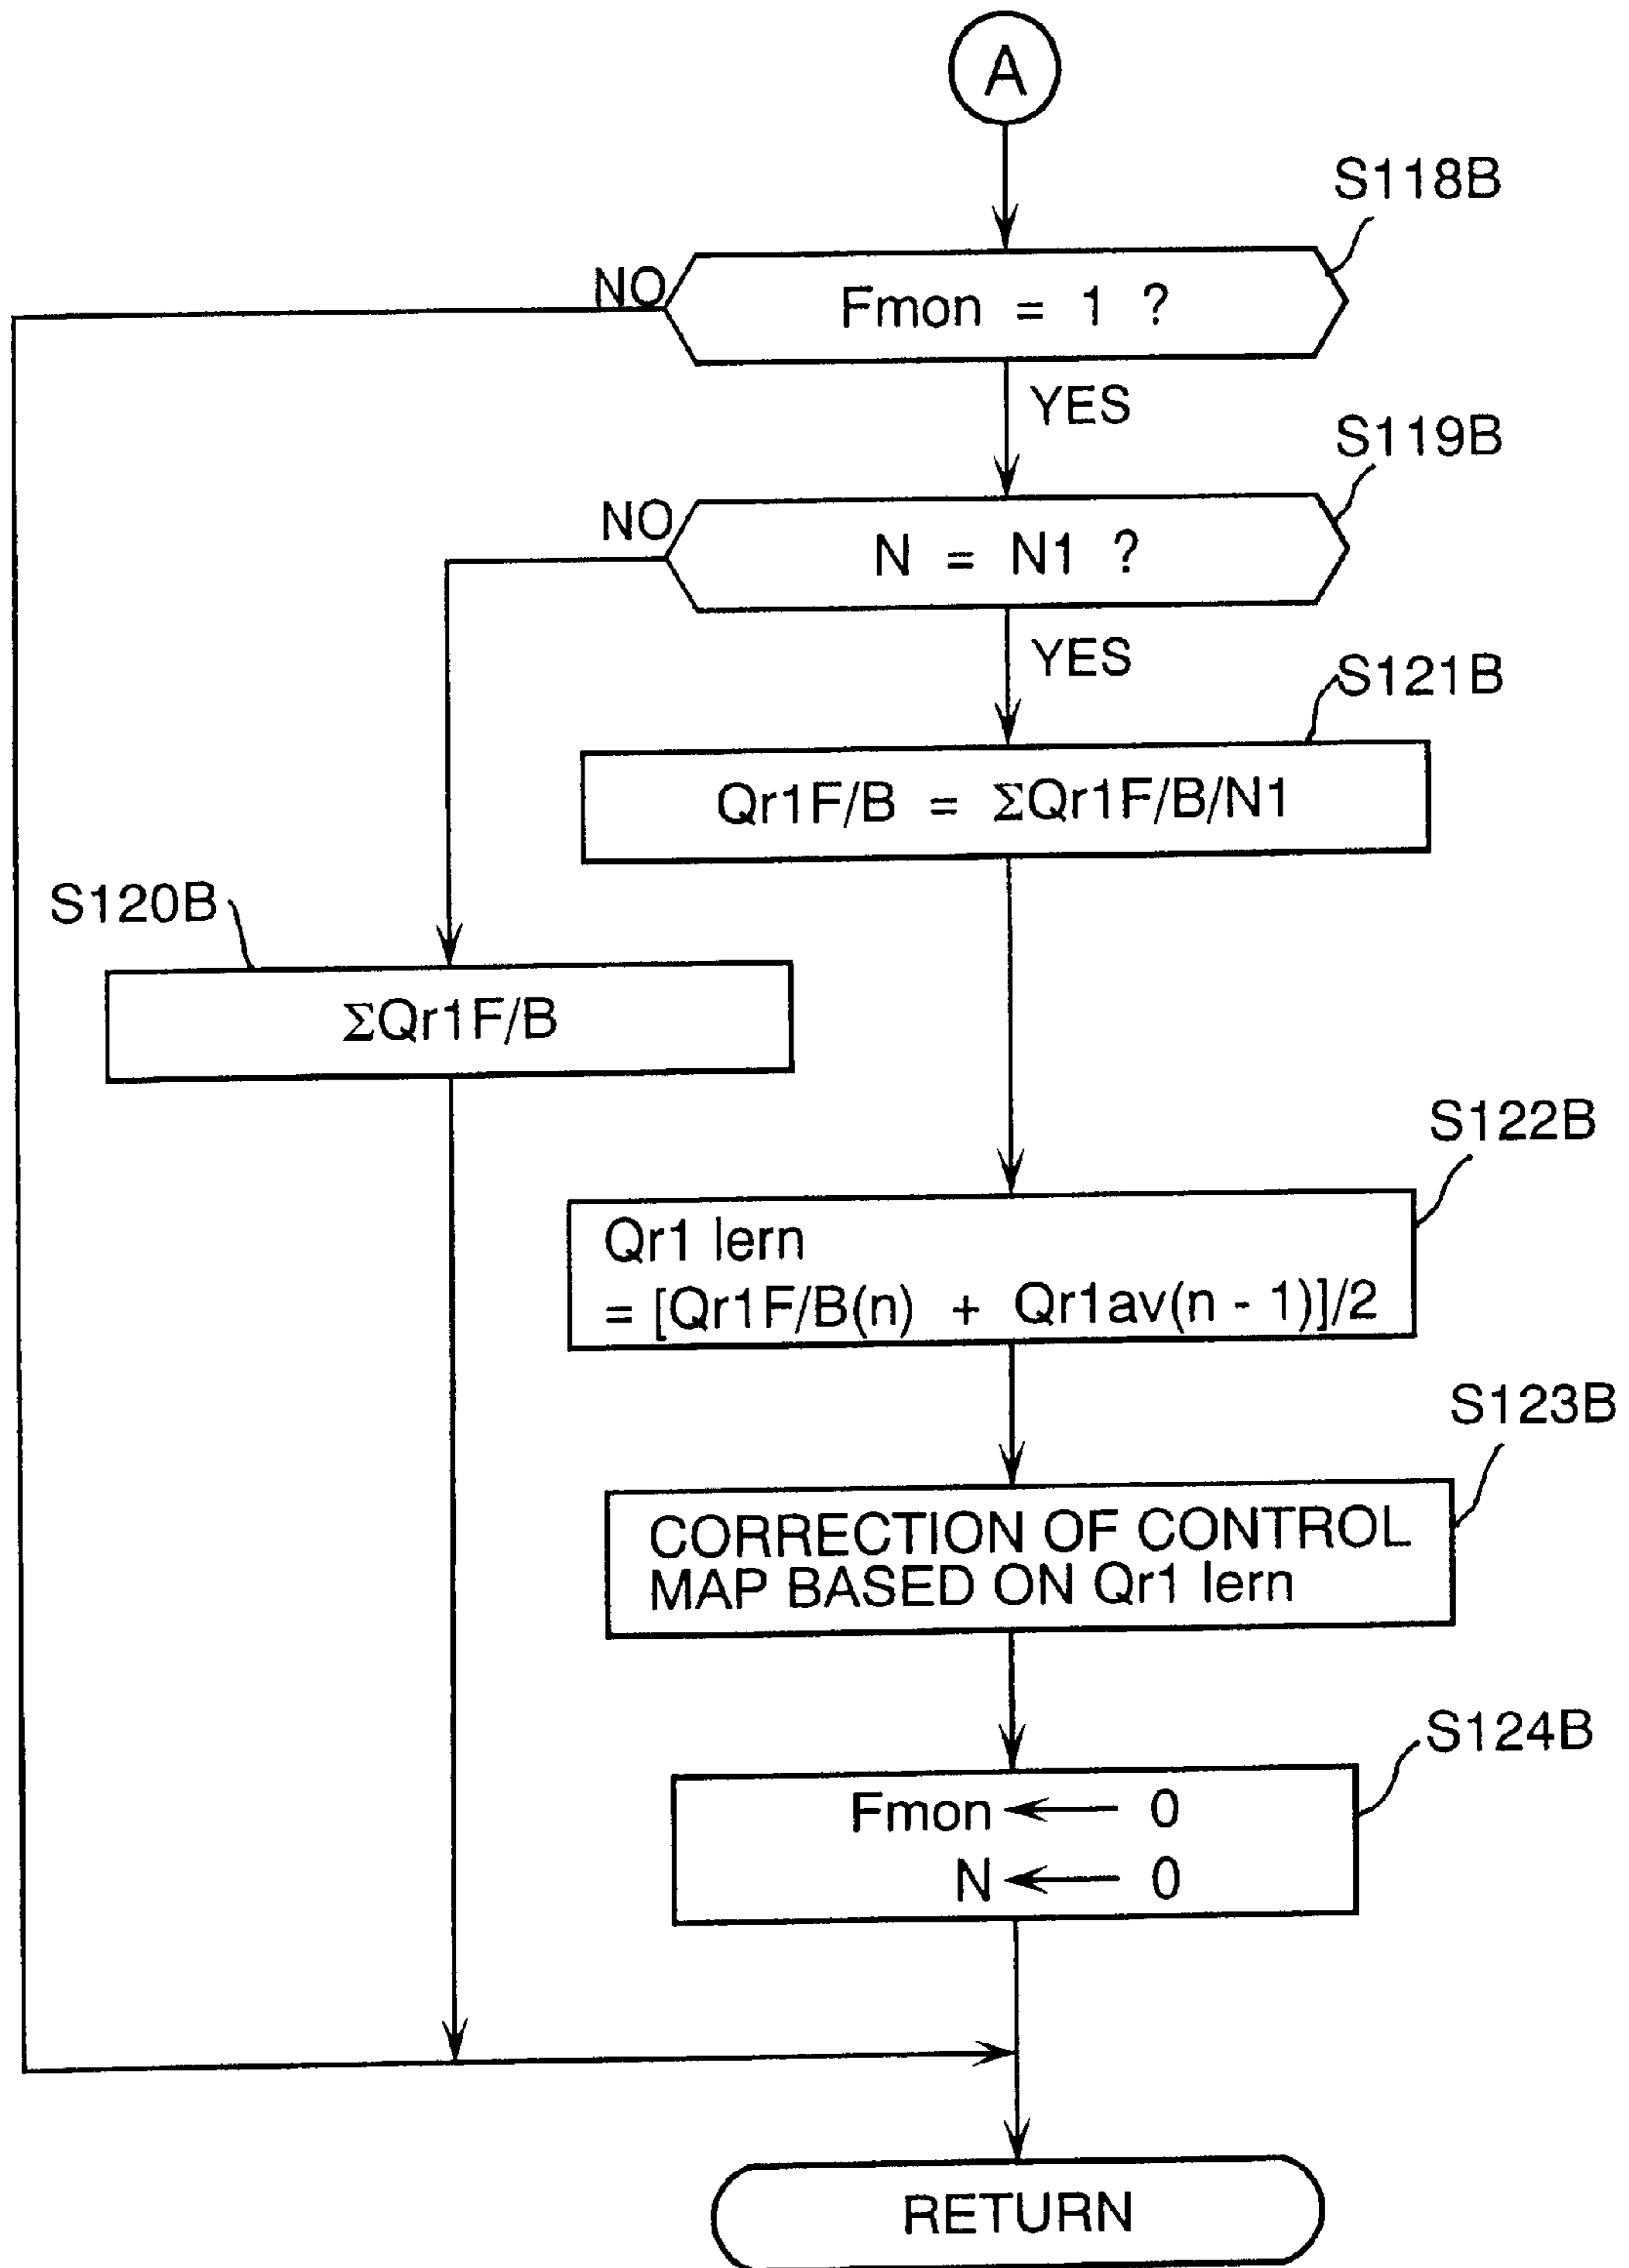 A
S118B
NO
Fmon = 1 ?
YES
S119B
NO
N = N1 ?
YES
S121B
Qr1F/B = ΣQr1F/B/N1
S120B
ΣQr1F/B
S122B
Qr1 lern
= [Qr1F/B(n) + Qr1av(n - 1)]/2
S123B
CORRECTION OF CONTROL
MAP BASED ON Qr1 lern
S124B
Fmon ← 0
N ← 0
RETURN